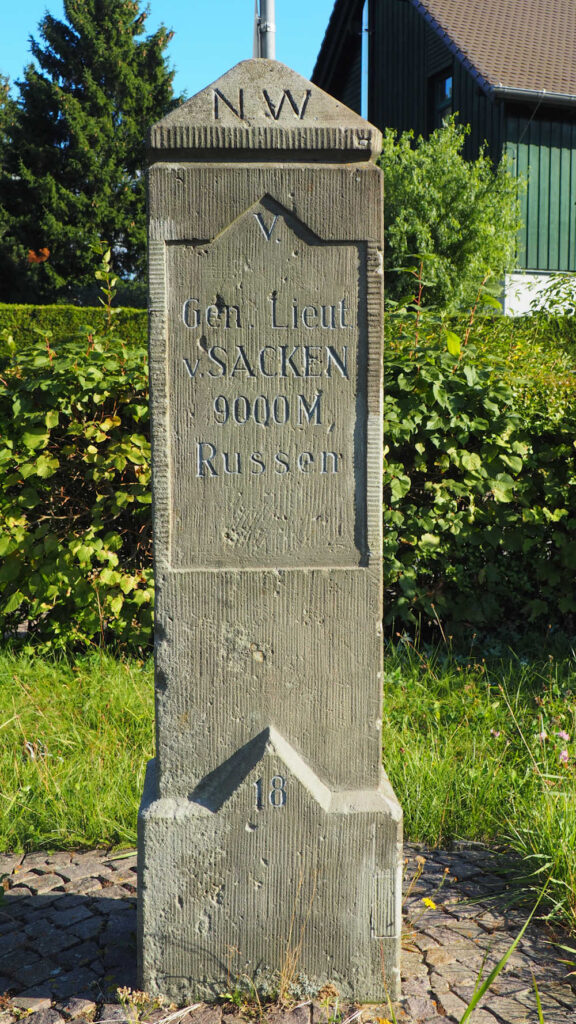 N W
V.
Gen. Lieut.
v. SACKEN
9000 M.
Russen
18